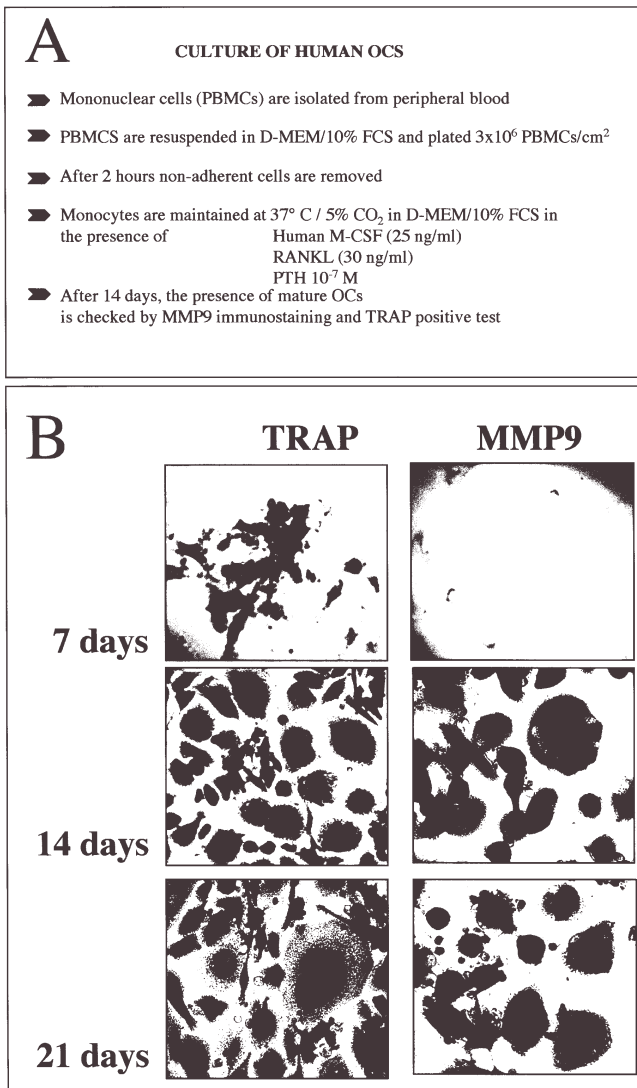 A
CULTURE OF HUMAN OCS
Mononuclear cells (PBMCs) are isolated from peripheral blood
PBMCS are resuspended in D-MEM/10% FCS and plated 3x10⁶ PBMCs/cm²
After 2 hours non-adherent cells are removed
Monocytes are maintained at 37° C / 5% CO₂ in D-MEM/10% FCS in
the presence of Human M-CSF (25 ng/ml)
RANKL (30 ng/ml)
PTH 10⁻⁷ M
After 14 days, the presence of mature OCs
is checked by MMP9 immunostaining and TRAP positive test
B
TRAP MMP9
7 days
14 days
21 days